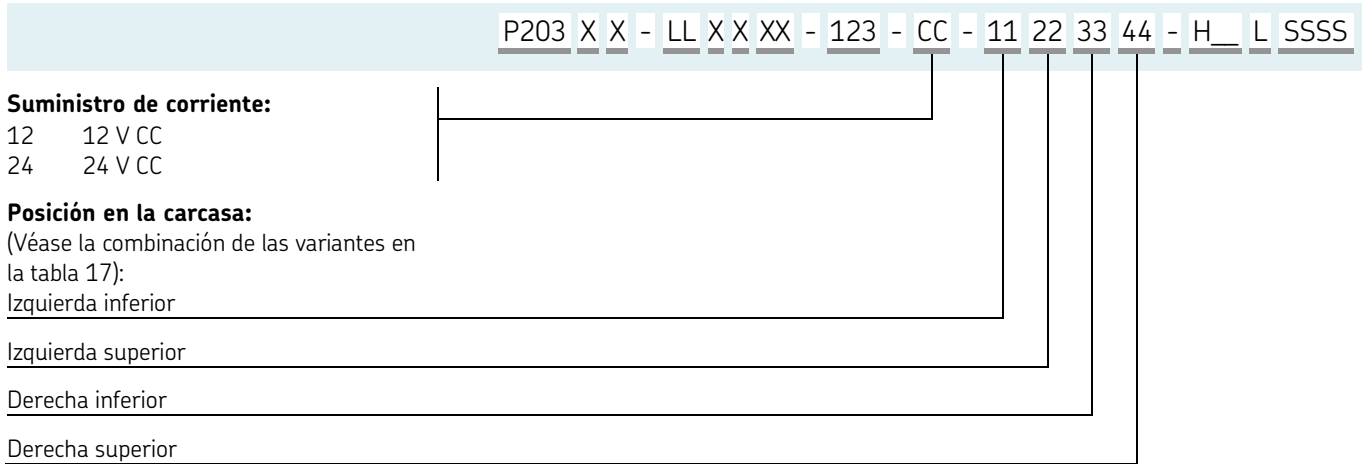 P203 X X - LL X X XX - 123 - CC - 11 22 33 44 - H__ L SSSS
Suministro de corriente:
12 12 V CC
24 24 V CC
Posición en la carcasa:
(Véase la combinación de las variantes en
la tabla 17):
Izquierda inferior
Izquierda superior
Derecha inferior
Derecha superior